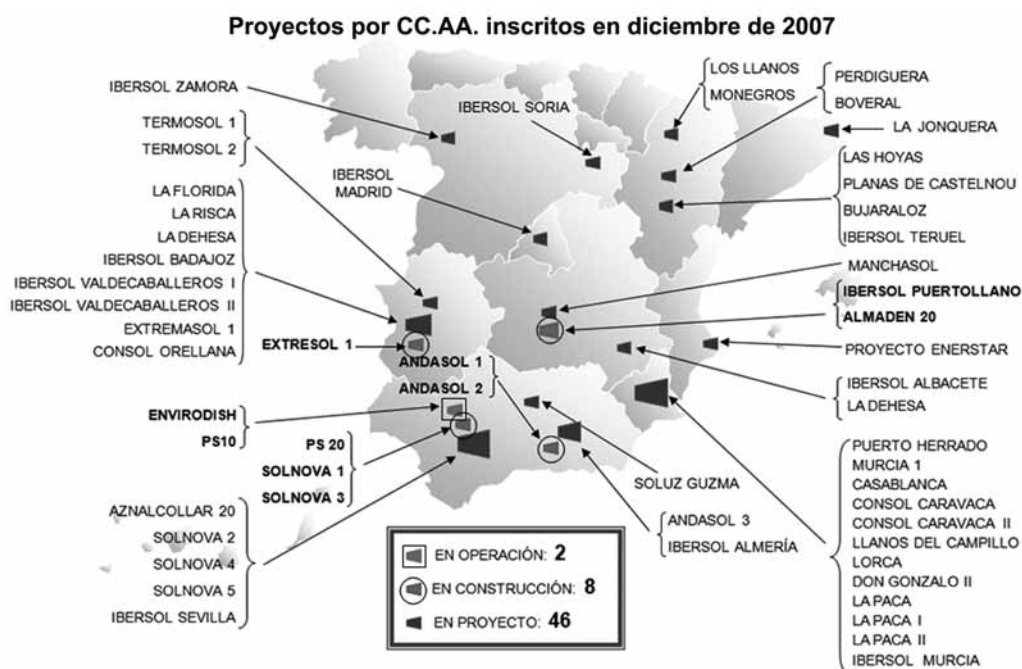 Proyectos por CC.AA. inscritos en diciembre de 2007
IBERSOL ZAMORA
TERMOSOL 1
TERMOSOL 2
LA FLORIDA
LA RISCA
LA DEHESA
IBERSOL BADAJOZ
IBERSOL VALDECABALLEROS I
IBERSOL VALDECABALLEROS II
EXTREMASOL 1
CONSOL ORELLANA
EXTRESOL 1
ENVIRODISH
PS10
PS 20
SOLNOVA 1
SOLNOVA 3
AZNALCOLLAR 20
SOLNOVA 2
SOLNOVA 4
SOLNOVA 5
IBERSOL SEVILLA
IBERSOL SORIA
IBERSOL
MADRID
ANDASOL 1
ANDASOL 2
LOS LLANOS
MONEGROS
PERDIGUERA
BOVERAL
LA JONQUERA
LAS HOYAS
PLANAS DE CASTELNOU
BUJARALOZ
IBERSOL TERUEL
MANCHASOL
IBERSOL PUERTOLLANO
ALMADEN 20
PROYECTO ENERSTAR
IBERSOL ALBACETE
LA DEHESA
SOLUZ GUZMA
ANDASOL 3
IBERSOL ALMERÍA
PUERTO HERRADO
MURCIA 1
CASABLANCA
CONSOL CARAVACA
CONSOL CARAVACA II
LLANOS DEL CAMPILLO
LORCA
DON GONZALO II
LA PACA
LA PACA I
LA PACA II
IBERSOL MURCIA
EN OPERACIÓN: 2
EN CONSTRUCCIÓN: 8
EN PROYECTO: 46